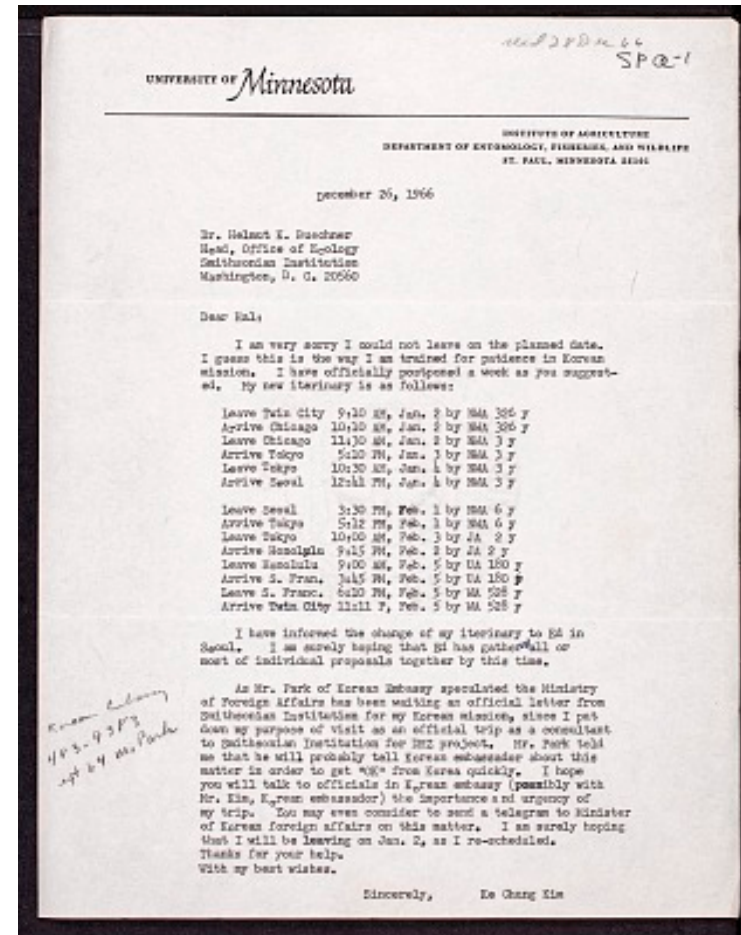 SP a-1
UNIVERSITY OF Minnesota
INSTITUTE OF AGRICULTURE
DEPARTMENT OF ENTOMOLOGY, FISHERIES, AND WILDLIFE
ST. PAUL, MINNESOTA 55101
December 26, 1966
Dr. Helmut K. Buechner
Head, Office of Ecology
Smithsonian Institution
Washington, D. C. 20560
Dear Hal:
I am very sorry I could not leave on the planned date.
I guess this is the way I am trained for patience in Korean
mission. I have officially postponed a week as you suggest-
ed. My new iterinary is as follows:
Leave Twin City 9:10 AM, Jan. 2 by NWA 326 y
Arrive Chicago 10:10 AM, Jan. 2 by NWA 326 y
Leave Chicago 11:30 AM, Jan. 2 by NWA 3 y
Arrive Tokyo 5:10 PM, Jan. 3 by NWA 3 y
Leave Tokyo 10:30 AM, Jan. 4 by NWA 3 y
Arrive Seoul 12:41 PM, Jan. 4 by NWA 3 y
Leave Seoul 3:30 PM, Feb. 1 by NWA 6 y
Arrive Tokyo 5:12 PM, Feb. 1 by NWA 6 y
Leave Tokyo 10:00 AM, Feb. 3 by JA 2 y
Arrive Honolulu 9:15 PM, Feb. 2 by JA 2 y
Leave Honolulu 9:00 AM, Feb. 5 by UA 180 y
Arrive S. Fran. 3:45 PM, Feb. 5 by UA 180 y
Leave S. Franc. 6:10 PM, Feb. 5 by WA 528 y
Arrive Twin City 11:11 P, Feb. 5 by WA 528 y
I have informed the change of my iterinary to Ed in
Seoul. I am surely hoping that Ed has gathered all or
most of individual proposals together by this time.
As Mr. Park of Korean Embassy speculated the Ministry
of Foreign Affairs has been waiting an official letter from
Smithsonian Institution for my Korean mission, since I put
down my purpose of visit as an official trip as a consultant
to Smithsonian Institution for DMZ project. Mr. Park told
me that he will probably tell Korean embassador about this
matter in order to get "OK" from Korea quickly. I hope
you will talk to officials in Korean embassy (possibly with
Mr. Kim, Korean embassador) the importance and urgency of
my trip. You may even consider to send a telegram to Minister
of Korean foreign affairs on this matter. I am surely hoping
that I will be leaving on Jan. 2, as I re-scheduled.
Thanks for your help.
With my best wishes.
Sincerely, Ke Chung Kim
Korean Embassy
483-9383
ext 64 Mr. Park